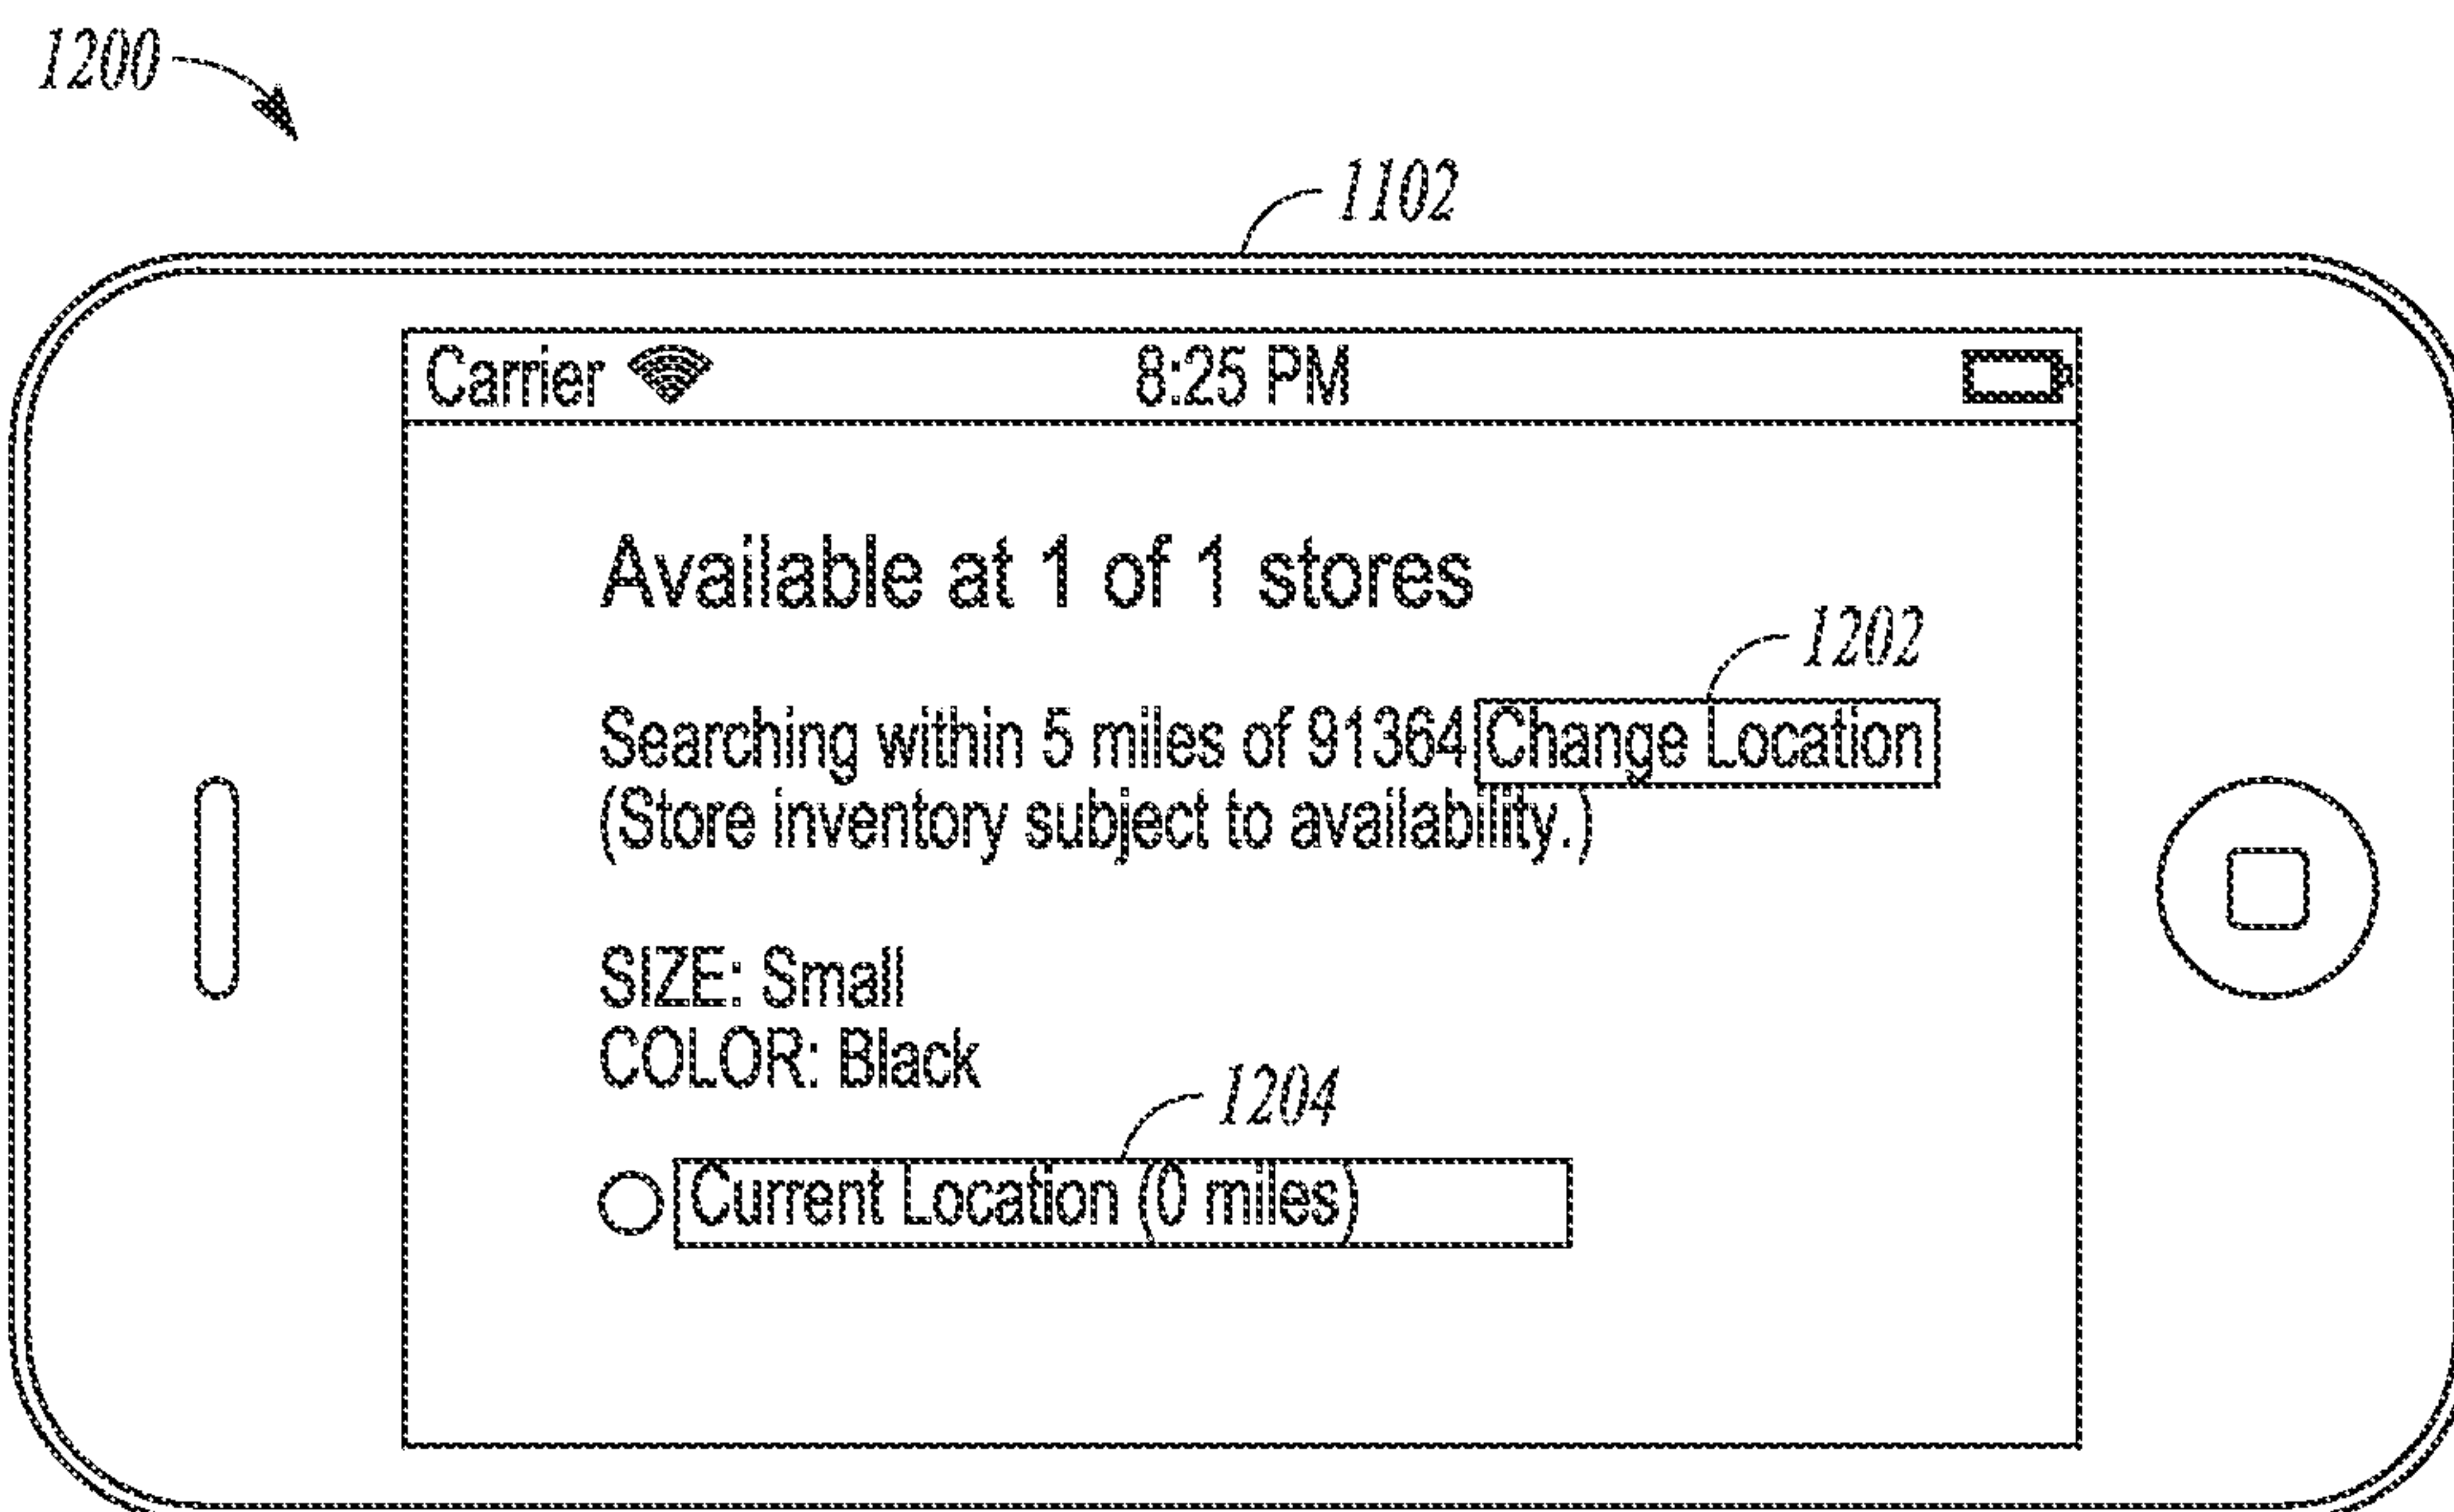 1200
1102
Carrier 8:25 PM
Available at 1 of 1 stores
1202
Searching within 5 miles of 91364 Change Location
(Store inventory subject to availability.)
SIZE: Small
COLOR: Black
1204
Current Location (0 miles)